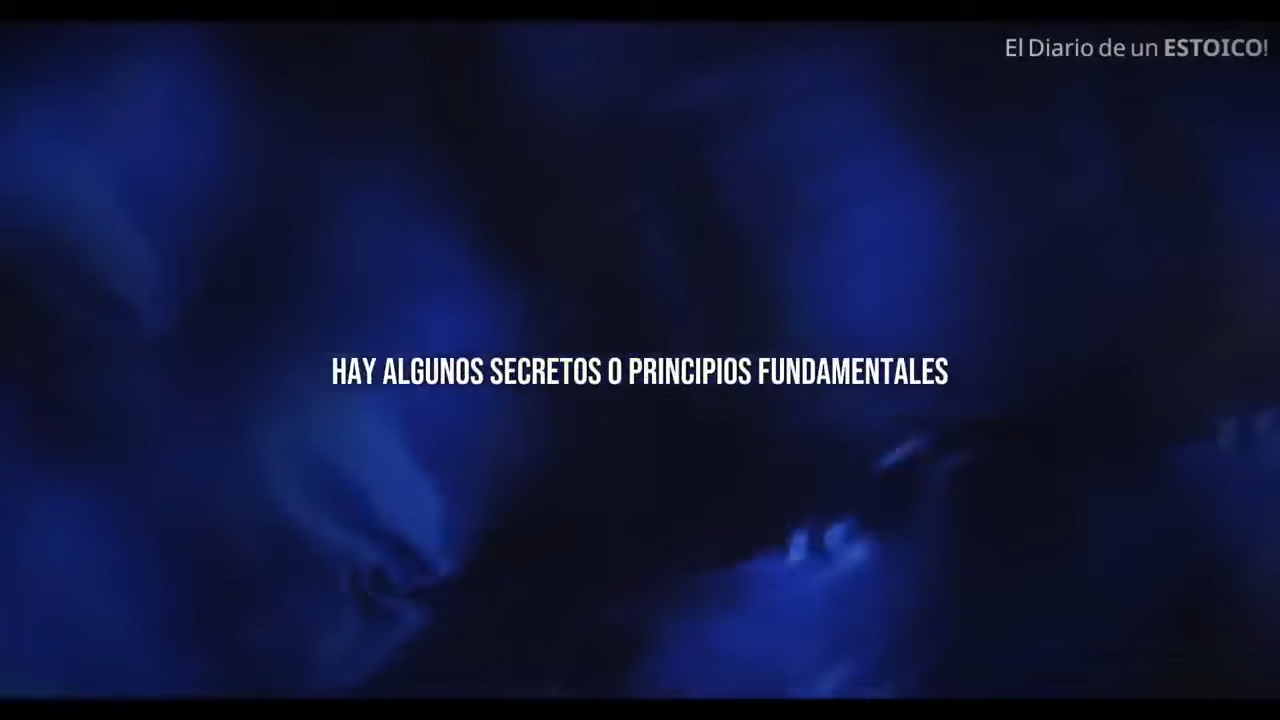 El Diario de un ESTOICO!
HAY ALGUNOS SECRETOS O PRINCIPIOS FUNDAMENTALES